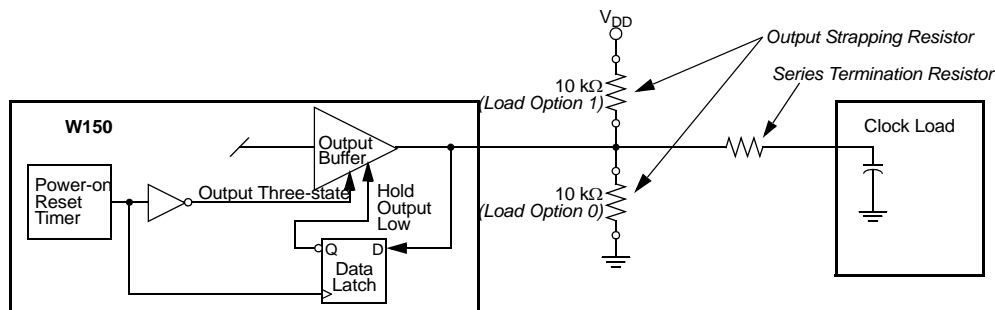 V_DD
Output Strapping Resistor
Series Termination Resistor
10 kΩ
(Load Option 1)
W150
Clock Load
Output
Buffer
Power-on
Reset
Timer
Output Three-state
Hold
Output
Low
10 kΩ
(Load Option 0)
Q D
Data
Latch